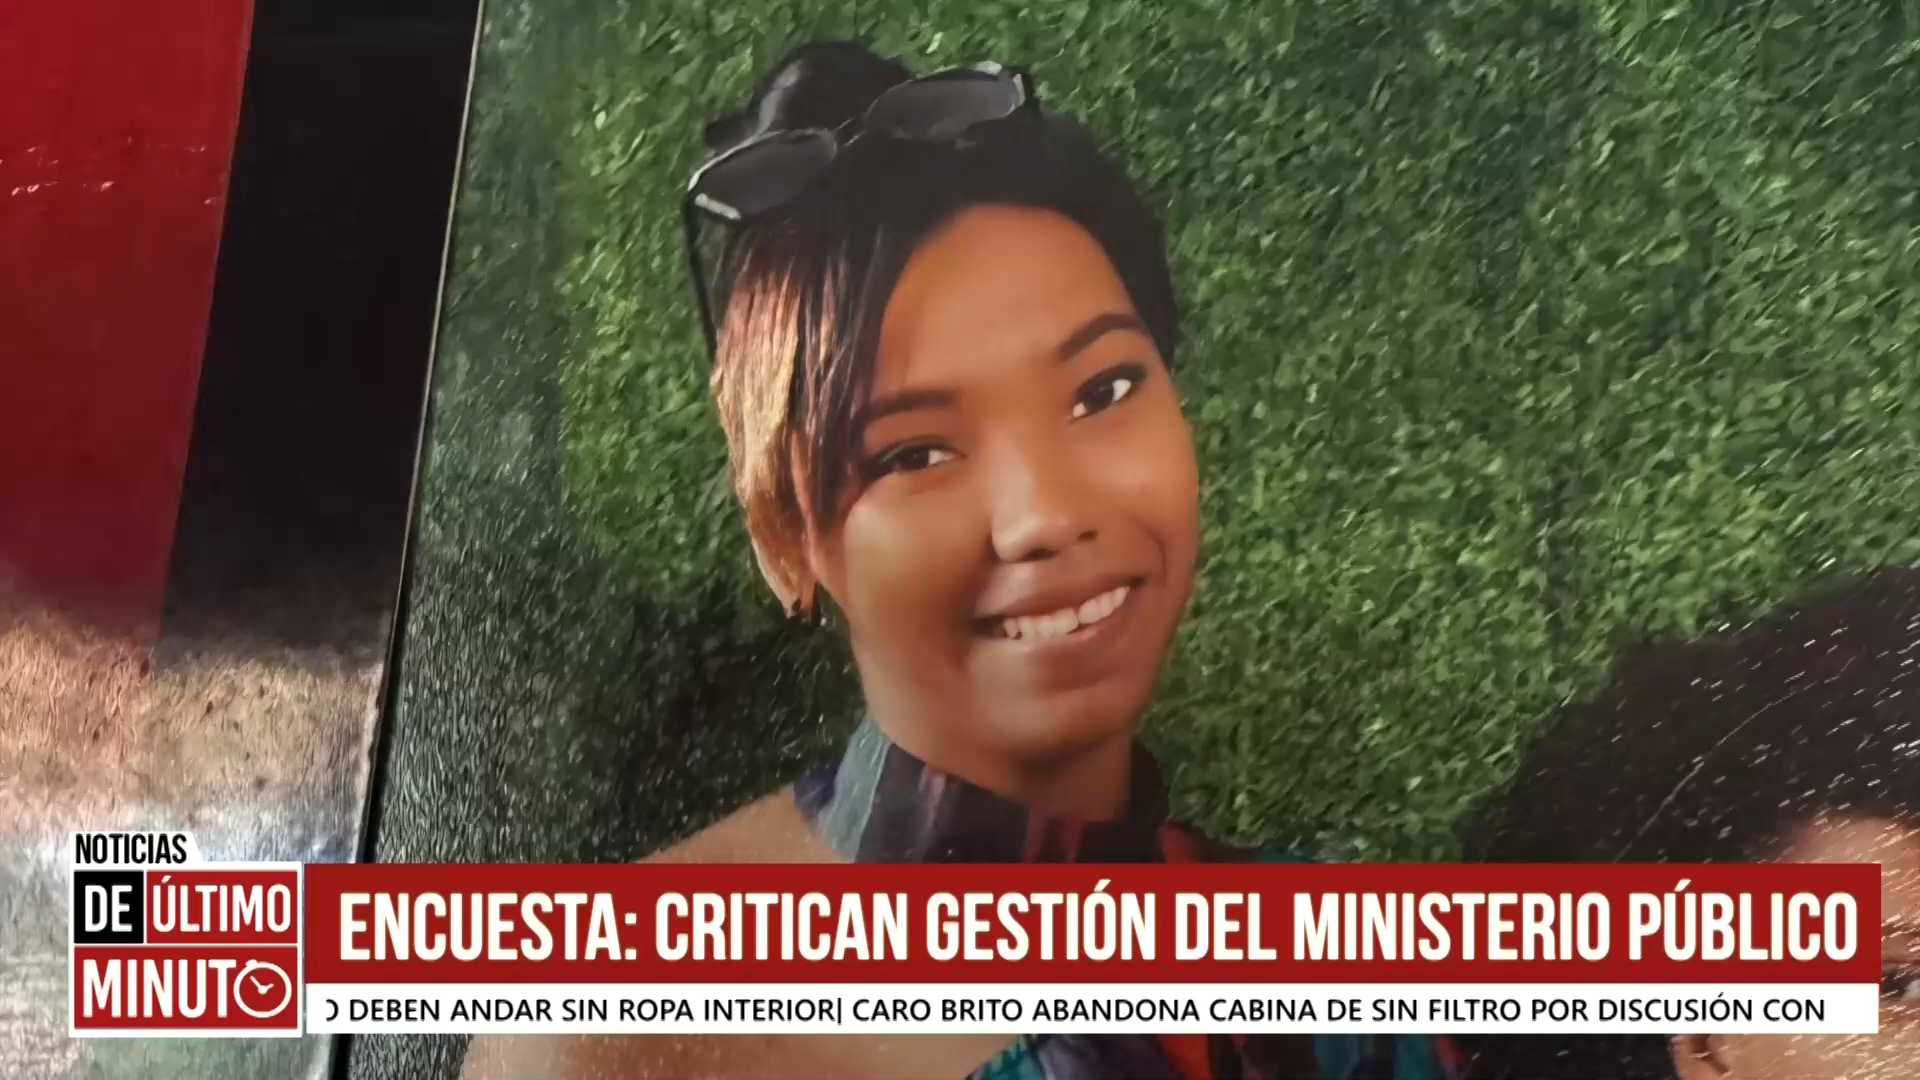 NOTICIAS
DE ÚLTIMO
MINUTO
ENCUESTA: CRITICAN GESTIÓN DEL MINISTERIO PÚBLICO
DEBEN ANDAR SIN ROPA INTERIOR| CARO BRITO ABANDONA CABINA DE SIN FILTRO POR DISCUSIÓN CON